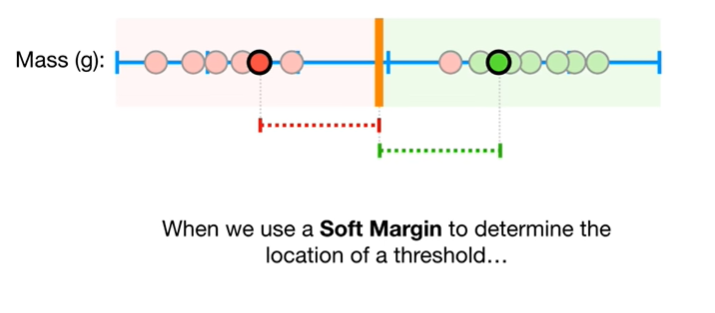 Mass (g):
When we use a Soft Margin to determine the
location of a threshold…